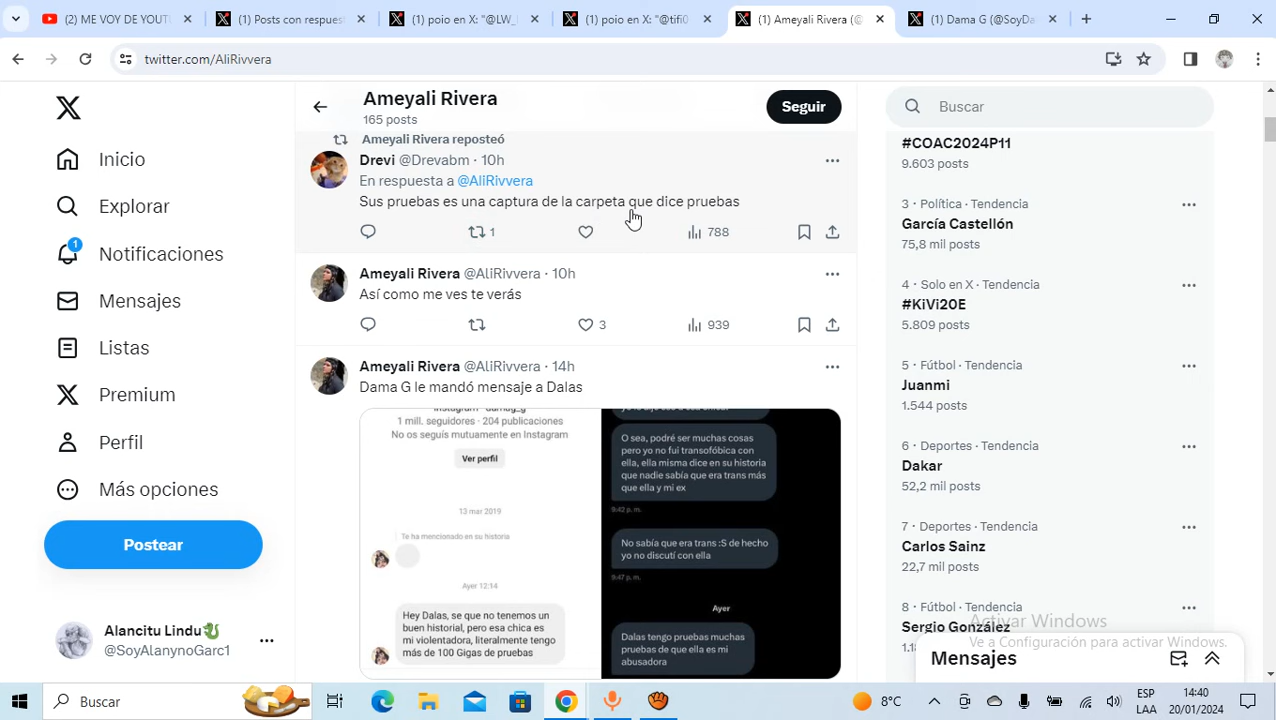 (2) ME VOY DE YOUT
(1) Posts con respues
(1) poio en X: "@LW_
(1) poio en X: "@tifi0
(1) Ameyali Rivera (@
(1) Dama G (@SoyDa
twitter.com/AliRivvera
Ameyali Rivera
165 posts
Seguir
Buscar
Inicio
Explorar
1
Notificaciones
Mensajes
Listas
Premium
Perfil
Más opciones
Postear
Alancitu Lindu
@SoyAlanynoGarc1
Ameyali Rivera reposteó
Drevi @Drevabm · 10h
En respuesta a @AliRivvera
Sus pruebas es una captura de la carpeta que dice pruebas
1 788
Ameyali Rivera @AliRivvera · 10h
Así como me ves te verás
3 939
Ameyali Rivera @AliRivvera · 14h
Dama G le mandó mensaje a Dalas
1 mil. seguidores · 204 publicaciones
No os seguís mutuamente en Instagram
Ver perfil
13 mar 2019
Te ha mencionado en su historia
Ayer 12:14
Hey Dalas, se que no tenemos un
buen historial, pero esa chica es
mi violentadora, literalmente tengo
más de 100 Gigas de pruebas
O sea, podré ser muchas cosas
pero yo no fui transofóbica con
ella, ella misma dice en su historia
que nadie sabía que era trans más
que ella y mi ex
9:42 p. m.
No sabía que era trans :S de hecho
yo no discutí con ella
9:47 p. m.
Ayer
Dalas tengo pruebas muchas
pruebas de que ella es mi
abusadora
#COAC2024P11
9.603 posts
3 · Política · Tendencia
García Castellón
75,8 mil posts
4 · Solo en X · Tendencia
#KiVi20E
5.809 posts
5 · Fútbol · Tendencia
Juanmi
1.544 posts
6 · Deportes · Tendencia
Dakar
52,2 mil posts
7 · Deportes · Tendencia
Carlos Sainz
22,7 mil posts
8 · Fútbol · Tendencia
Sergio González
Activar Windows
Ve a Configuración para activar Windows.
Mensajes
Buscar
8°C
ESP
LAA
14:40
20/01/2024